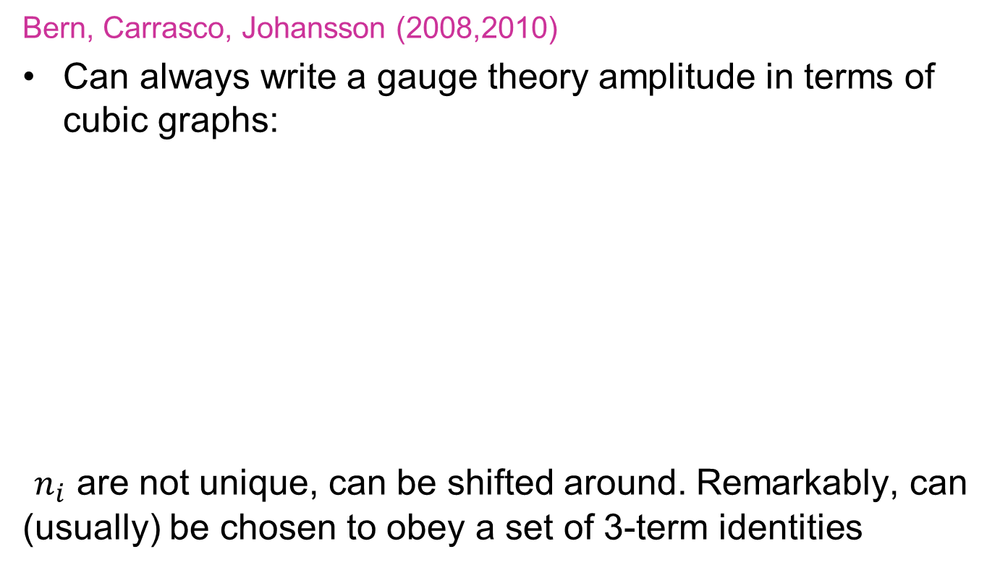 Bern, Carrasco, Johansson (2008,2010)
• Can always write a gauge theory amplitude in terms of
cubic graphs:
$n_i$ are not unique, can be shifted around. Remarkably, can
(usually) be chosen to obey a set of 3-term identities